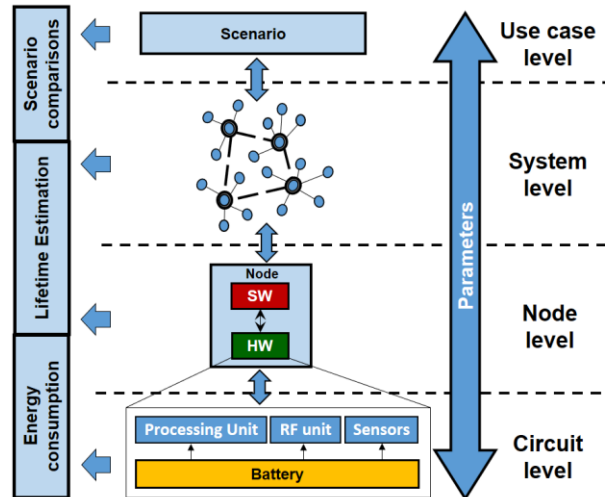 Scenario
comparisons
Lifetime Estimation
Energy
consumption
Scenario
Node
SW
HW
Processing Unit
RF unit
Sensors
Battery
Parameters
Use case
level
System
level
Node
level
Circuit
level